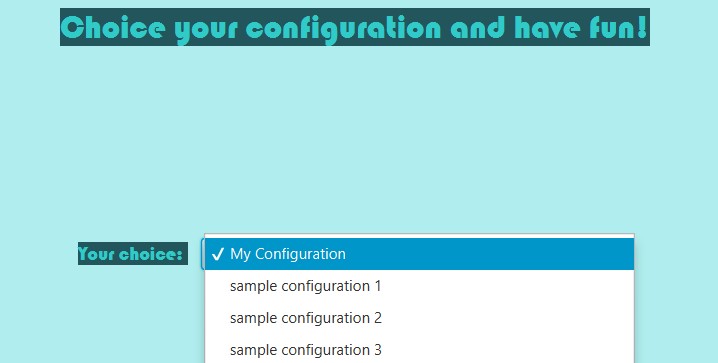 Choice your configuration and have fun!
Your choice:
✓ My Configuration
sample configuration 1
sample configuration 2
sample configuration 3